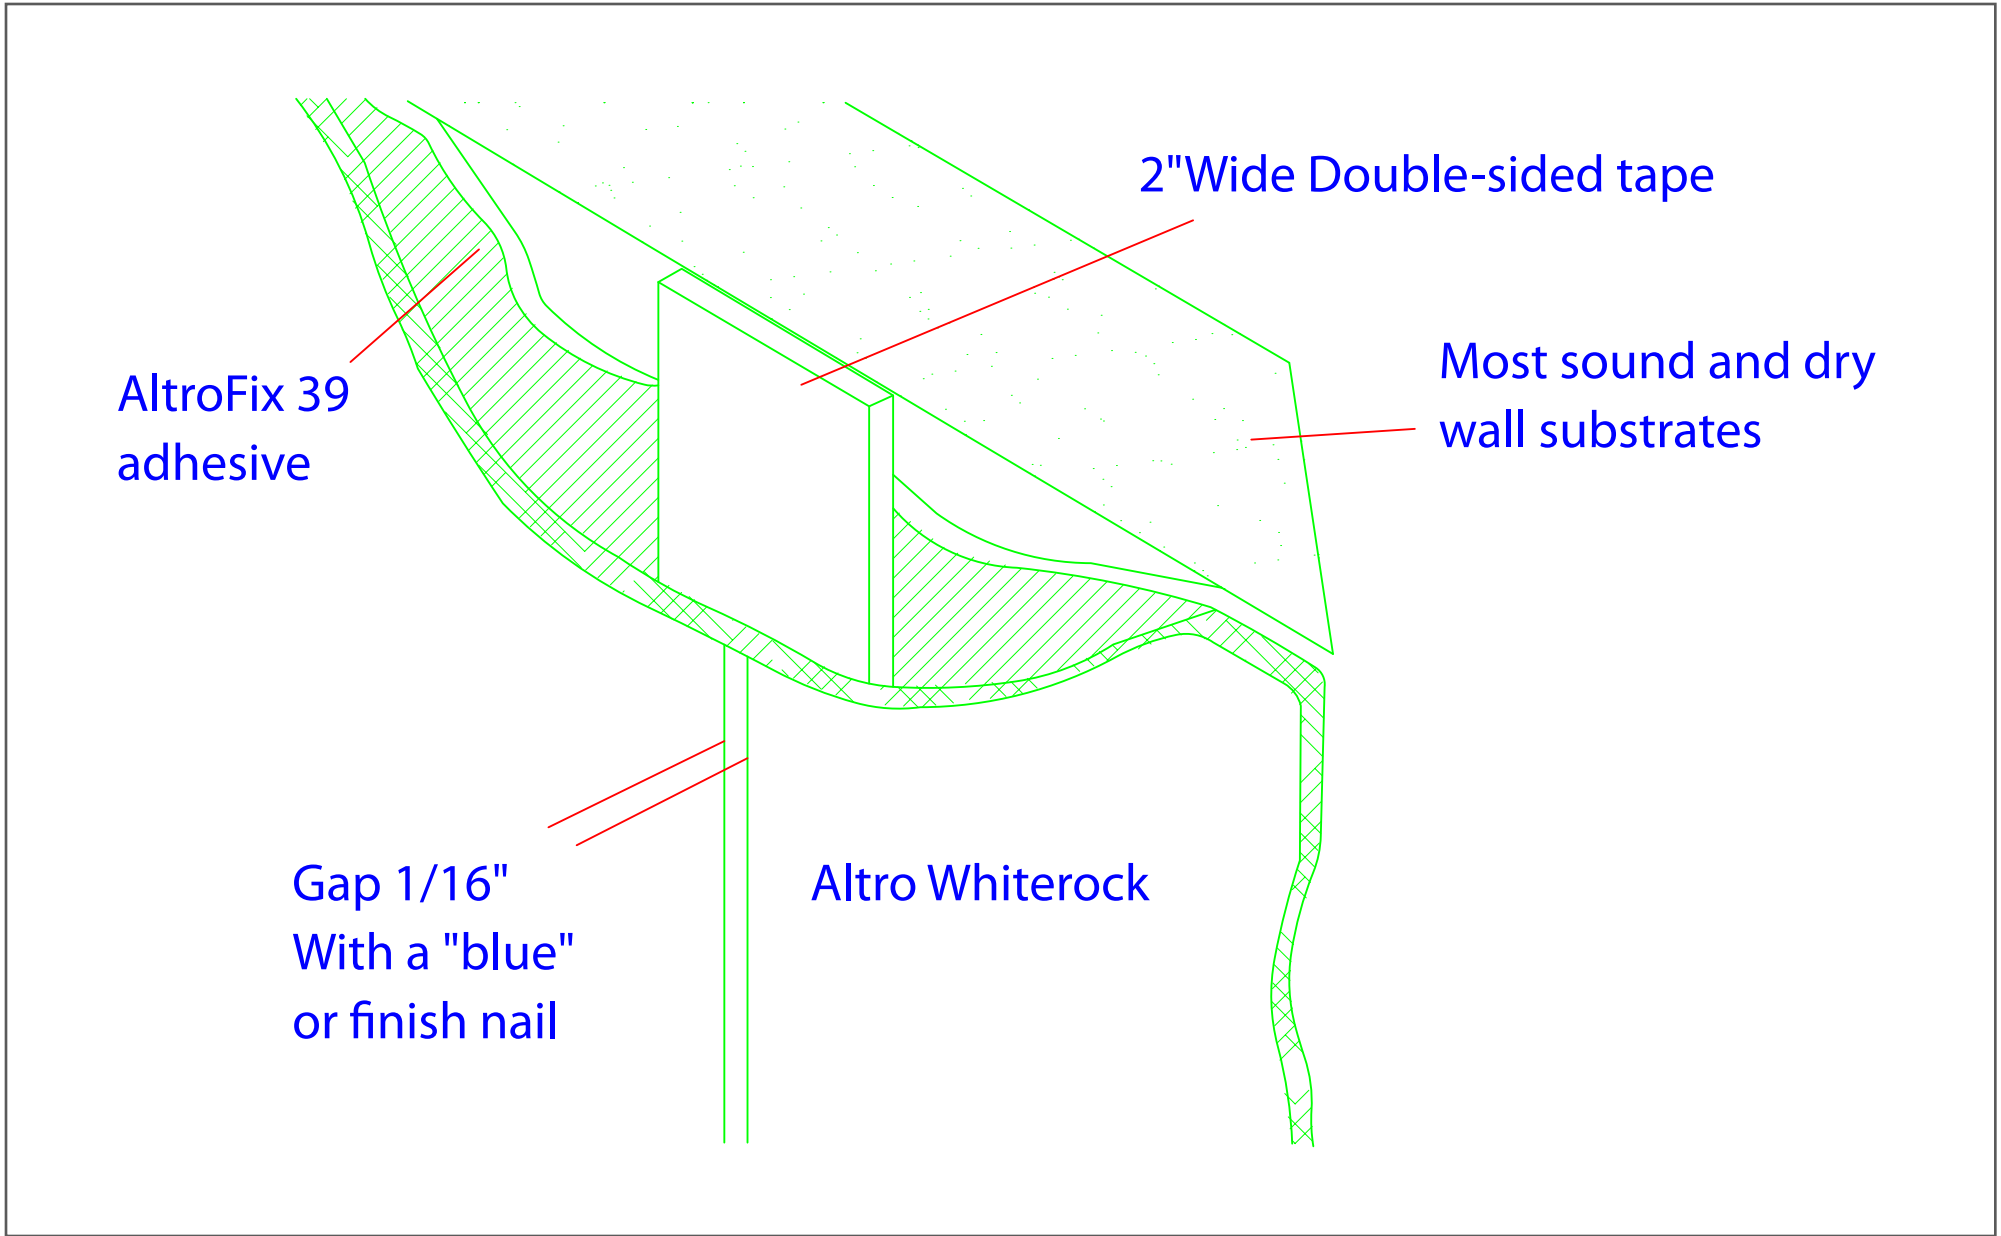 2"Wide Double-sided tape
Most sound and dry
wall substrates
AltroFix 39
adhesive
Gap 1/16"
With a "blue"
or finish nail
Altro Whiterock